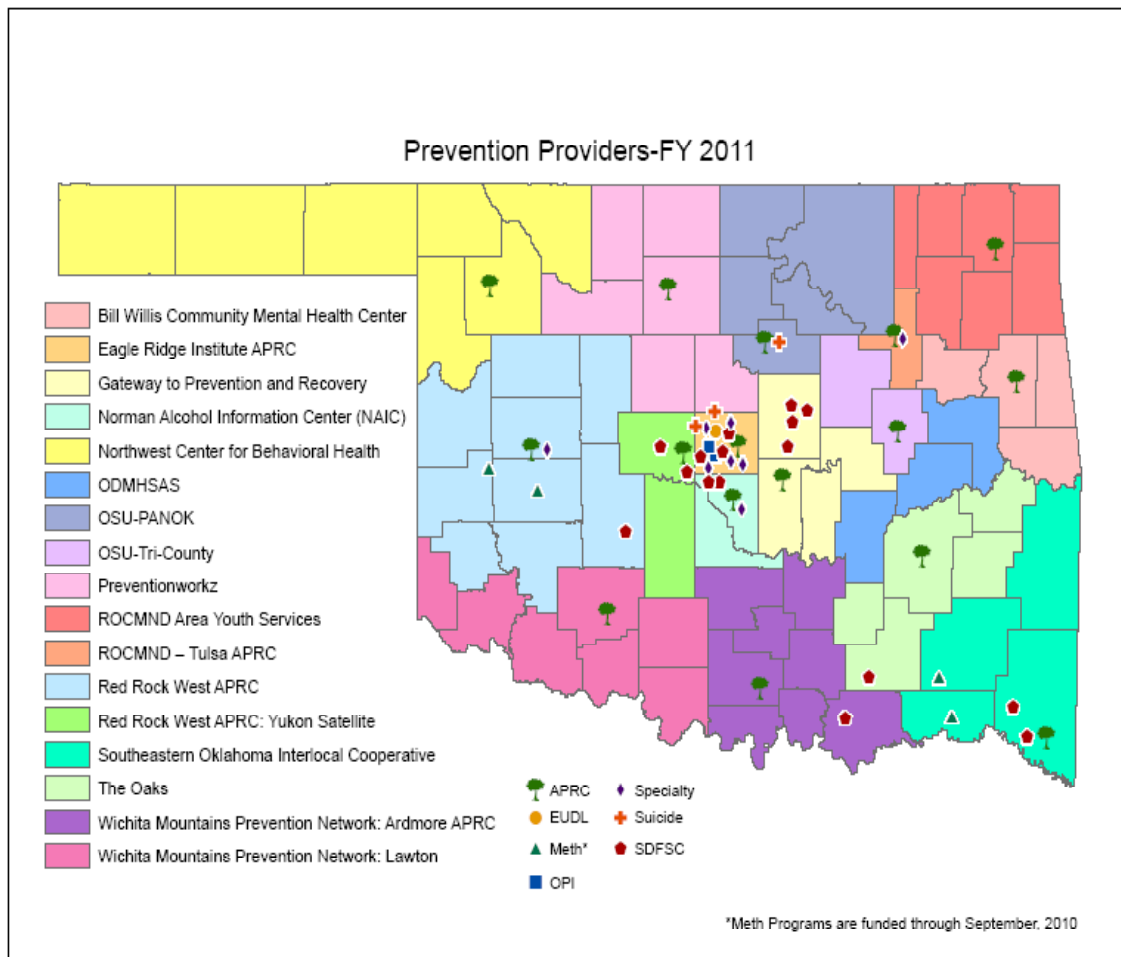 Prevention Providers-FY 2011
Bill Willis Community Mental Health Center
Eagle Ridge Institute APRC
Gateway to Prevention and Recovery
Norman Alcohol Information Center (NAIC)
Northwest Center for Behavioral Health
ODMHSAS
OSU-PANOK
OSU-Tri-County
Preventionworkz
ROCMND Area Youth Services
ROCMND – Tulsa APRC
Red Rock West APRC
Red Rock West APRC: Yukon Satellite
Southeastern Oklahoma Interlocal Cooperative
The Oaks
Wichita Mountains Prevention Network: Ardmore APRC
Wichita Mountains Prevention Network: Lawton
APRC
Specialty
EUDL
Suicide
Meth*
SDFSC
OPI
*Meth Programs are funded through September, 2010